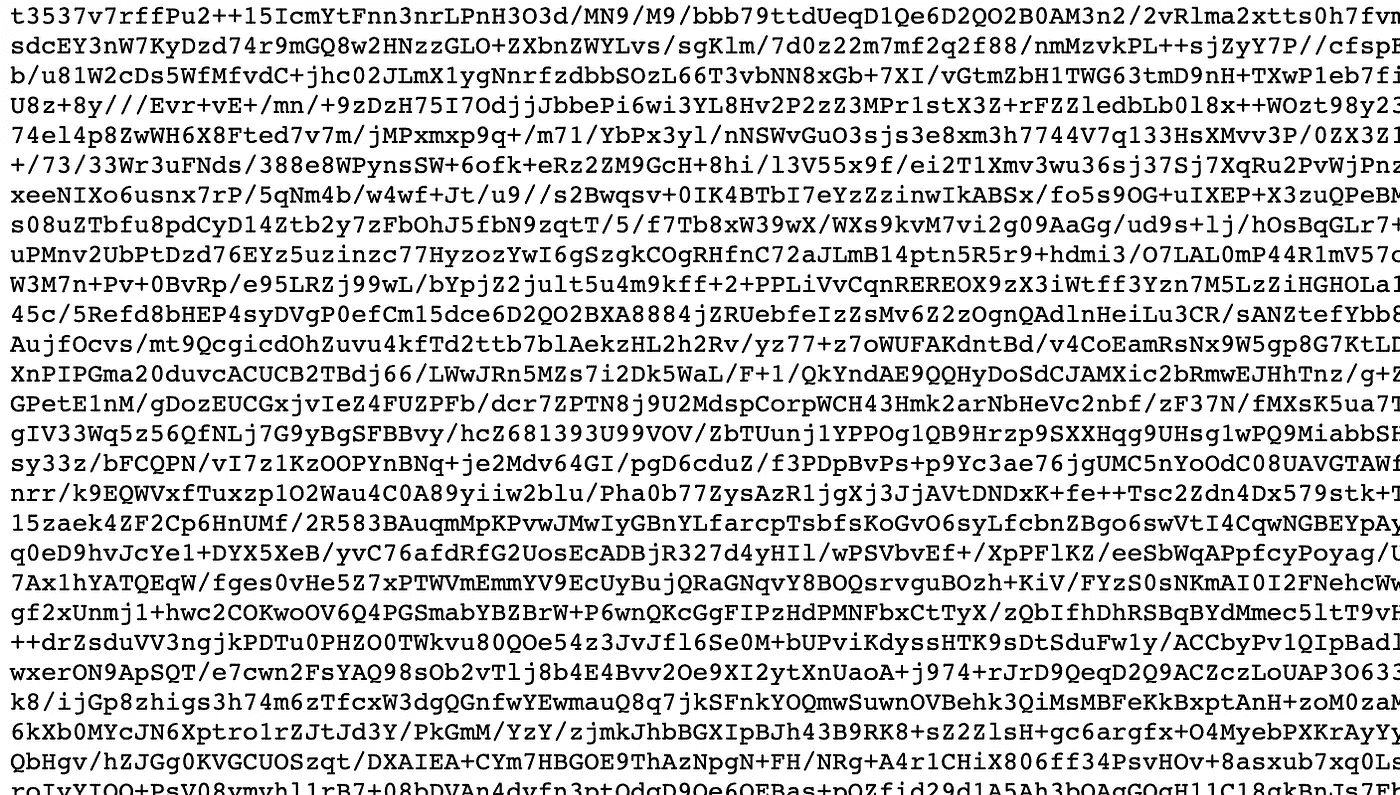 t3537v7rffPu2++15IcmYtFnn3nrLPnH3O3d/MN9/M9/bbb79ttdUeqD1Qe6D2QO2B0AM3n2/2vRlma2xtts0h7fvn
sdcEY3nW7KyDzd74r9mGQ8w2HNzzGLO+ZXbnZWYLvs/sgKlm/7d0z22m7mf2q2f88/nmMzvkPL++sjZyY7P//cfspB
b/u81W2cDs5WfMfvdC+jhc02JLmX1ygNnrfzdbbSOzL66T3vbNN8xGb+7XI/vGtmZbH1TWG63tmD9nH+TXwP1eb7fi
U8z+8y///Evr+vE+/mn/+9zDzH75I7OdjjJbbePi6wi3YL8Hv2P2zZ3MPr1stX3Z+rFZZledbLb0l8x++WOzt98y23
74el4p8ZwWH6X8Fted7v7m/jMPxmxp9q+/m71/YbPx3yl/nNSWvGuO3sjs3e8xm3h7744V7q133HsXMvv3P/0ZX3Zl
+/73/33Wr3uFNds/388e8WPynsSW+6ofk+eRz2ZM9GcH+8hi/l3V55x9f/ei2T1Xmv3wu36sj37Sj7XqRu2PvWjPnz
xeeNIXo6usnx7rP/5qNm4b/w4wf+Jt/u9//s2Bwqsv+0IK4BTbI7eYzZzinwIkABSx/fo5s9OG+uIXEP+X3zuQPeBM
s08uZTbfu8pdCyD14Ztb2y7zFbOhJ5fbN9zqtT/5/f7Tb8xW39wX/WXs9kvM7vi2g09AaGg/ud9s+lj/hOsBqGLr7+
uPMnv2UbPtDzd76EYz5uzinzc77HyzozYwI6gSzgkCOgRHfnC72aJLmB14ptn5R5r9+hdmi3/O7LAL0mP44R1mV57o
W3M7n+Pv+0BvRp/e95LRZj99wL/bYpjZ2jult5u4m9kff+2+PPLiVvCqnREREOX9zX3iWtff3Yzn7M5LzZiHGHOLa1
45c/5Refd8bHEP4syDVgP0efCm15dce6D2QO2BXA8884jZRUebfeIzZsMv6Z2zOgnQAdlnHeiLu3CR/sANZtefYbb8
AujfOcvs/mt9QcgicdOhZuvu4kfTd2ttb7blAekzHL2h2Rv/yz77+z7oWUFAKdntBd/v4CoEamRsNx9W5gp8G7KtLD
XnPIPGma20duvcACUCB2TBdj66/LWwJRn5MZs7i2Dk5WaL/F+1/QkYndAE9QQHyDoSdCJAMXic2bRmwEJHhTnz/g+Z
GPetE1nM/gDozEUCGxjvIeZ4FUZPFb/dcr7ZPTN8j9U2MdspCorpWCH43Hmk2arNbHeVc2nbf/zF37N/fMXsK5ua7T
gIV33Wq5z56QfNLj7G9yBgSFBBvy/hcZ681393U99VOV/ZbTUunj1YPPOg1QB9Hrzp9SXXHqg9UHsg1wPPQ9MiabbSH
sy33z/bFCQPN/vI7z1KzOOPYnBNq+je2Mdv64GI/pgD6cduZ/f3PDpBvPs+p9Yc3ae76jgUMC5nYoOdC08UAVGTAWf
nrr/k9EQWVxfTuxzp1O2Wau4C0A89yiiw2blu/Pha0b77ZysAzR1jgXj3JjAVtDNDxK+fe++Tsc2Zdn4Dx579stk+T
15zaek4ZF2Cp6HnUMf/2R583BAuqmMpKPvwJMwIyGBnYLfarcpTsbfsKoGvO6syLfcbnZBgo6swVtI4CqwNGBEYpAy
q0eD9hvJcYe1+DYX5XeB/yvC76afdRfG2UosEcADBjR327d4yHIl/wPSVbvEf+/XpPFlKZ/eeSbWqAPpfcyPoyag/U
7Ax1hYATQEqW/fges0vHe5Z7xPTWVmEmmYV9EcUyBujQRaGNqvY8BOQsrvguBOzh+KiV/FYzS0sNKmAI0I2FNehcWw
gf2xUnmj1+hwc2COKwoOV6Q4PGSmabYBZBrW+P6wnQKcGgFIPzHdPMNFbxCtTyX/zQbIfhDhRSBqBYdMmec5ltT9vh
++drZsduVV3ngjkPDTu0PHZO0TWkvu80QOe54z3JvJfl6Se0M+bUPviKdyssHTK9sDtSduFw1y/ACCbyPv1QIpBadl
wxerON9ApSQT/e7cwn2FsYAQ98sOb2vTlj8b4E4Bvv2Oe9XI2ytXnUaoA+j974+rJrD9QeqD2Q9ACZczLoUAP3O633
k8/ijGp8zhigs3h74m6zTfcxW3dgQGnfwYEwmauQ8q7jkSFnkYOQmwSuwnOVBehk3QiMsMBFeKkBxptAnH+zoM0zaM
6kXb0MYcJN6Xptro1rZJtJd3Y/PkGmM/YzY/zjmkJhbBGXIpBJh43B9RK8+sZ2ZlsH+gc6argfx+O4MyebPXKrAyYy
QbHgv/hZJGg0KVGCUOSzqt/DXAIEA+CYm7HBGOE9ThAzNpgN+FH/NRg+A4r1CHiX806ff34PsvHOv+8asxub7xq0Ls